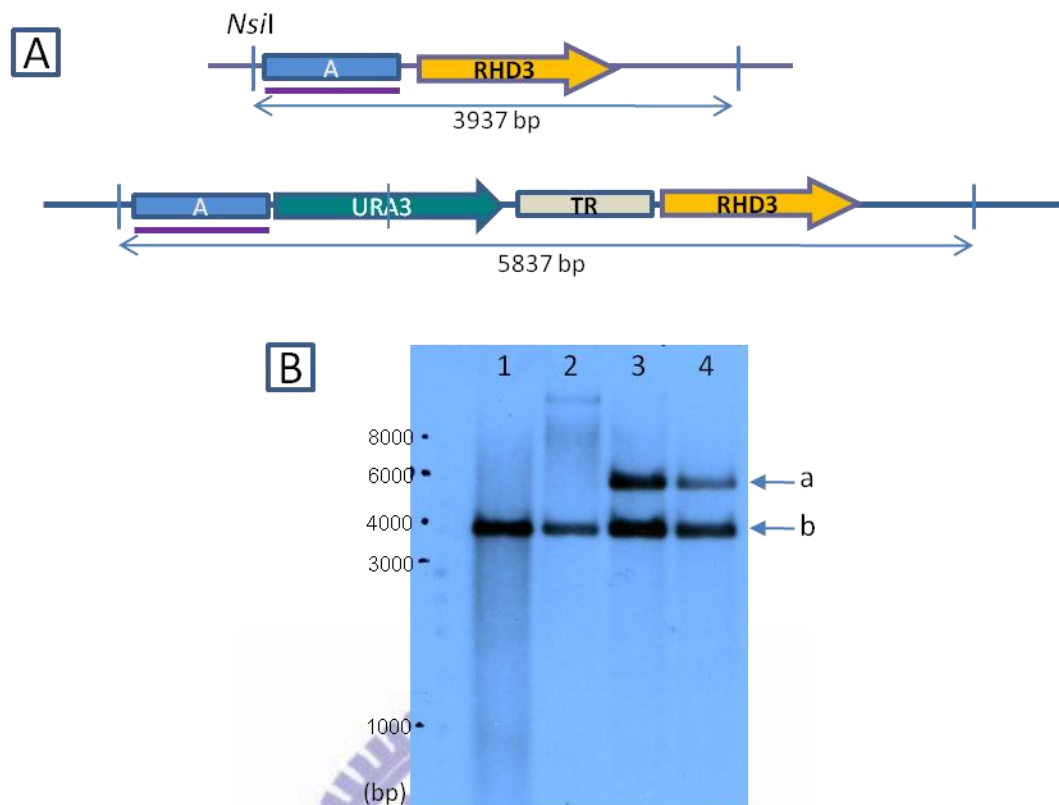 A
NsiI
A
RHD3
3937 bp
A
URA3
TR
RHD3
5837 bp
B
1 2 3 4
8000
6000
a
4000
b
3000
1000
(bp)